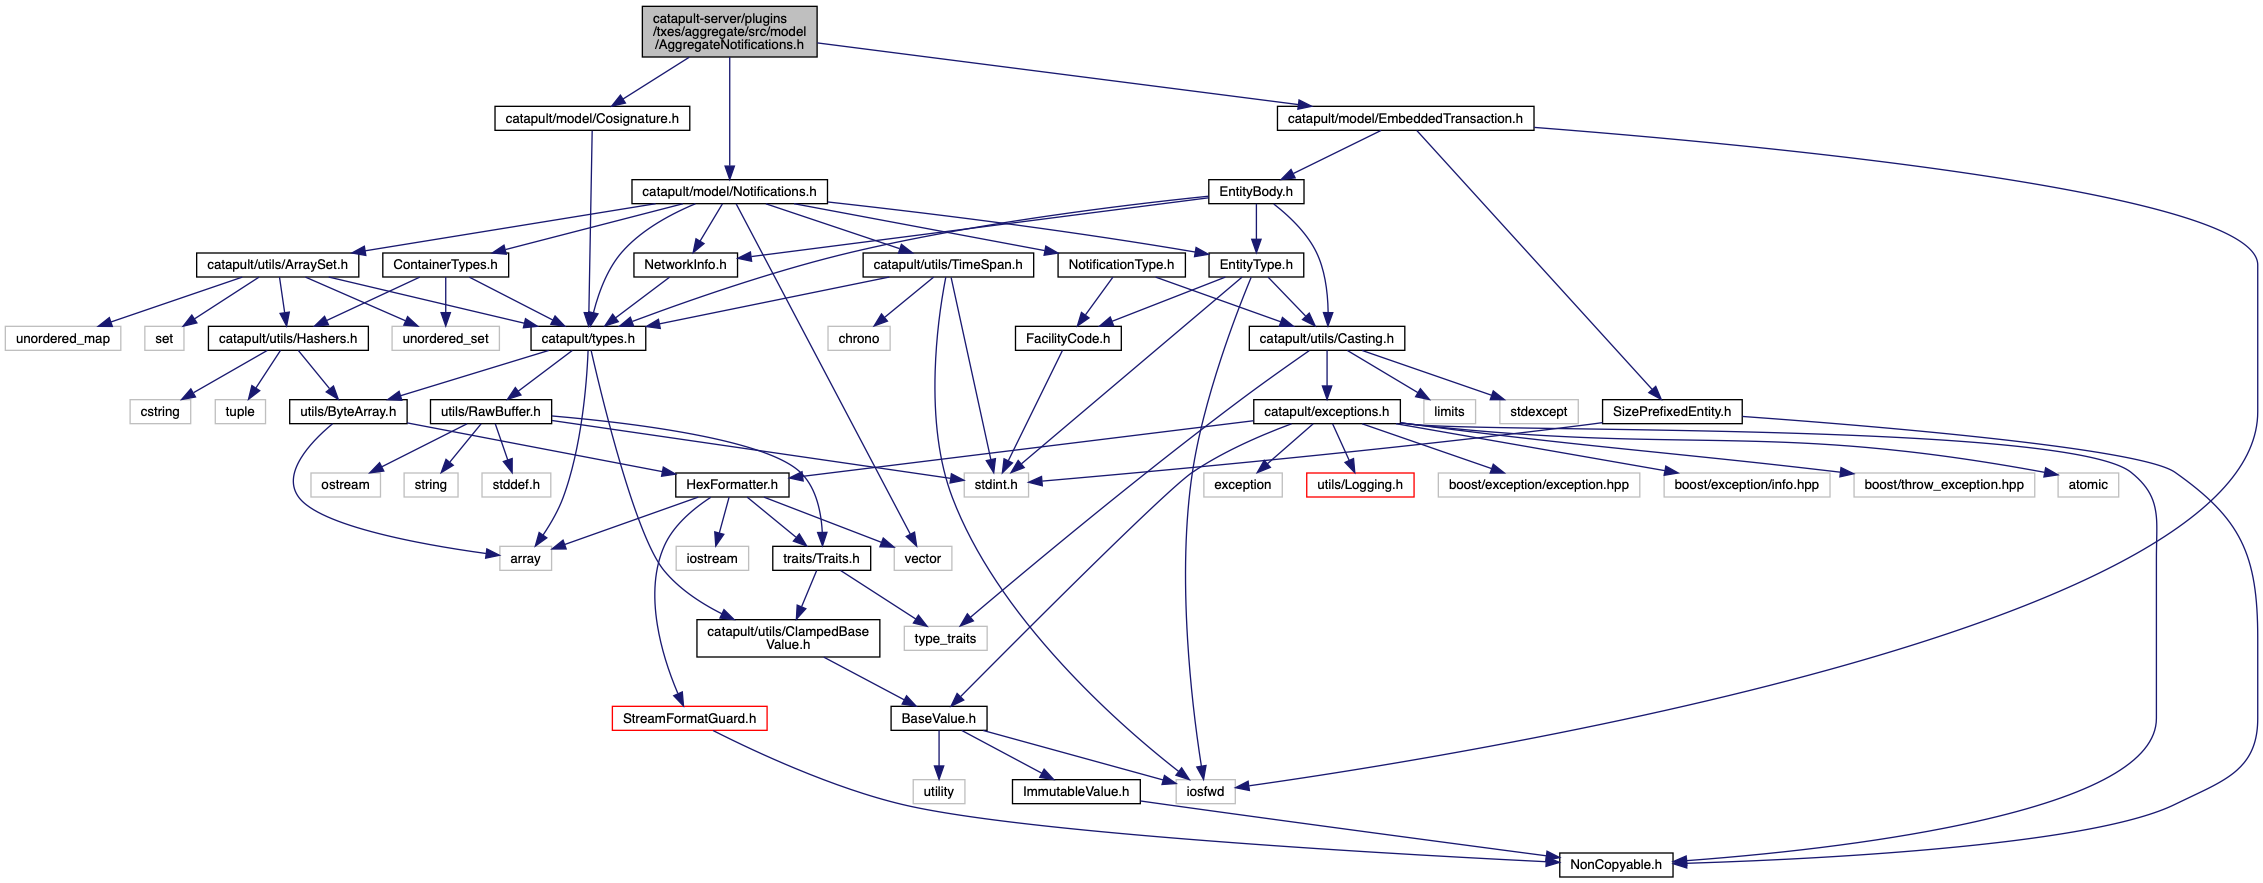 catapult-server/plugins
/txes/aggregate/src/model
/AggregateNotifications.h
catapult/model/Cosignature.h
catapult/model/EmbeddedTransaction.h
catapult/model/Notifications.h
EntityBody.h
catapult/utils/ArraySet.h
ContainerTypes.h
NetworkInfo.h
catapult/utils/TimeSpan.h
NotificationType.h
EntityType.h
unordered_map
set
catapult/utils/Hashers.h
unordered_set
catapult/types.h
chrono
FacilityCode.h
catapult/utils/Casting.h
cstring
tuple
utils/ByteArray.h
utils/RawBuffer.h
catapult/exceptions.h
limits
stdexcept
SizePrefixedEntity.h
ostream
string
stddef.h
HexFormatter.h
stdint.h
exception
utils/Logging.h
boost/exception/exception.hpp
boost/exception/info.hpp
boost/throw_exception.hpp
atomic
array
iostream
traits/Traits.h
vector
catapult/utils/ClampedBase
Value.h
type_traits
StreamFormatGuard.h
BaseValue.h
utility
ImmutableValue.h
iosfwd
NonCopyable.h